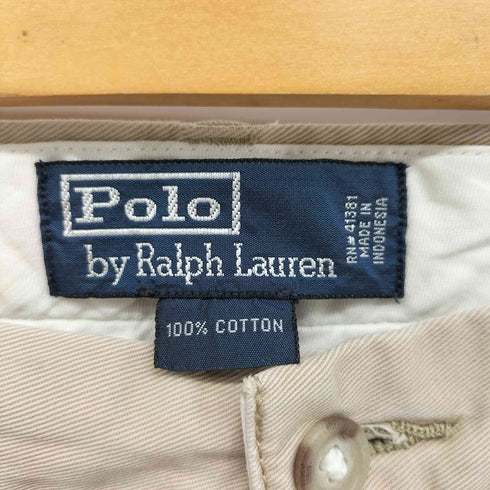 Polo
by Ralph Lauren
RN# 41381
MADE IN
INDONESIA
100% COTTON